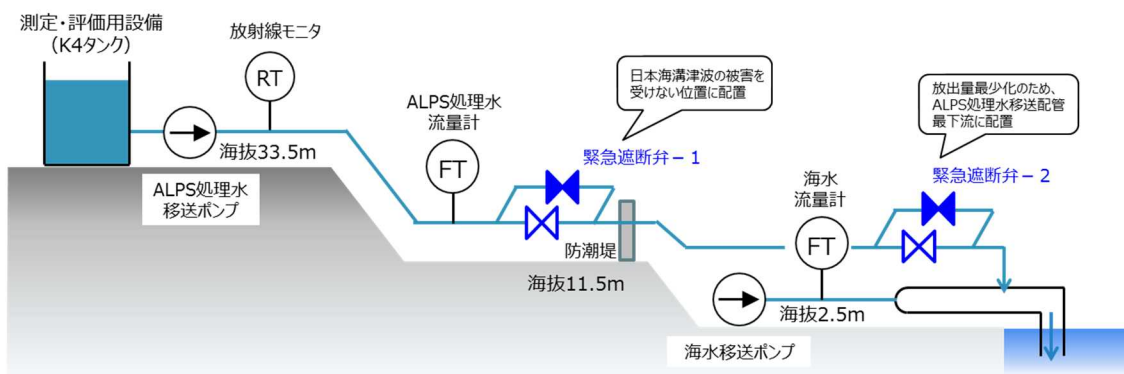 測定・評価用設備
（K4タンク）
放射線モニタ
RT
ALPS処理水
移送ポンプ
海抜33.5m
ALPS処理水
流量計
FT
日本海溝津波の被害を
受けない位置に配置
緊急遮断弁－1
防潮堤
海抜11.5m
放出量最少化のため、
ALPS処理水移送配管
最下流に配置
緊急遮断弁－2
海水
流量計
FT
海抜2.5m
海水移送ポンプ